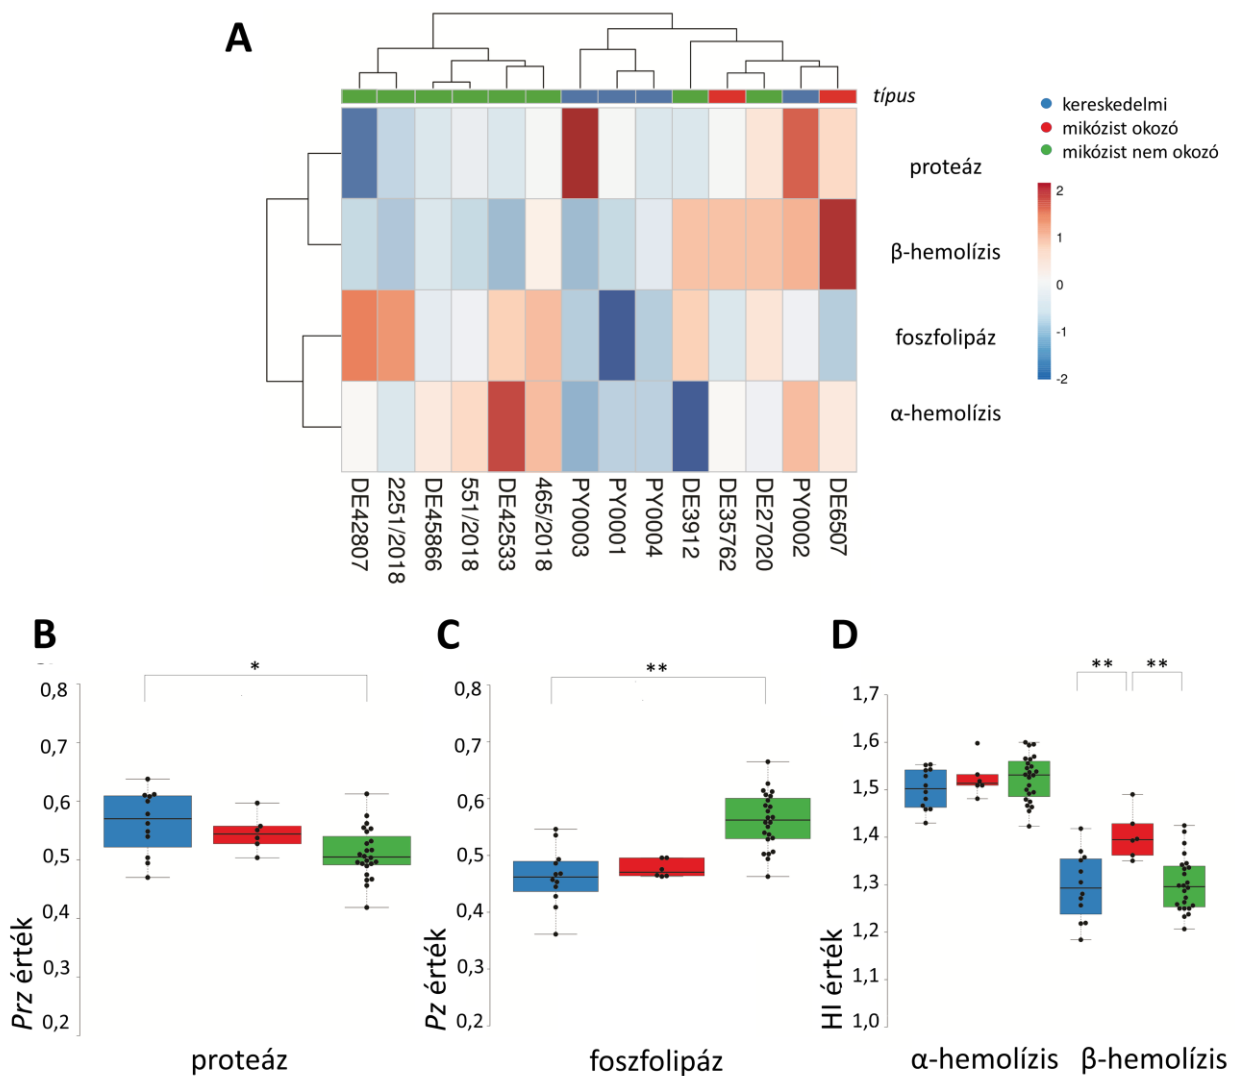 A
típus
kereskedelmi
mikózist okozó
mikózist nem okozó
proteáz
β-hemolízis
foszfolipáz
α-hemolízis
2
1
0
-1
-2
DE42807
2251/2018
DE45866
551/2018
DE42533
465/2018
PY0003
PY0001
PY0004
DE3912
DE35762
DE27020
PY0002
DE6507
B
*
0,8
0,7
0,6
0,5
0,4
0,3
0,2
Prz érték
proteáz
C
**
0,8
0,7
0,6
0,5
0,4
0,3
0,2
Pz érték
foszfolipáz
D
** **
1,7
1,6
1,5
1,4
1,3
1,2
1,1
1,0
HI érték
α-hemolízis β-hemolízis